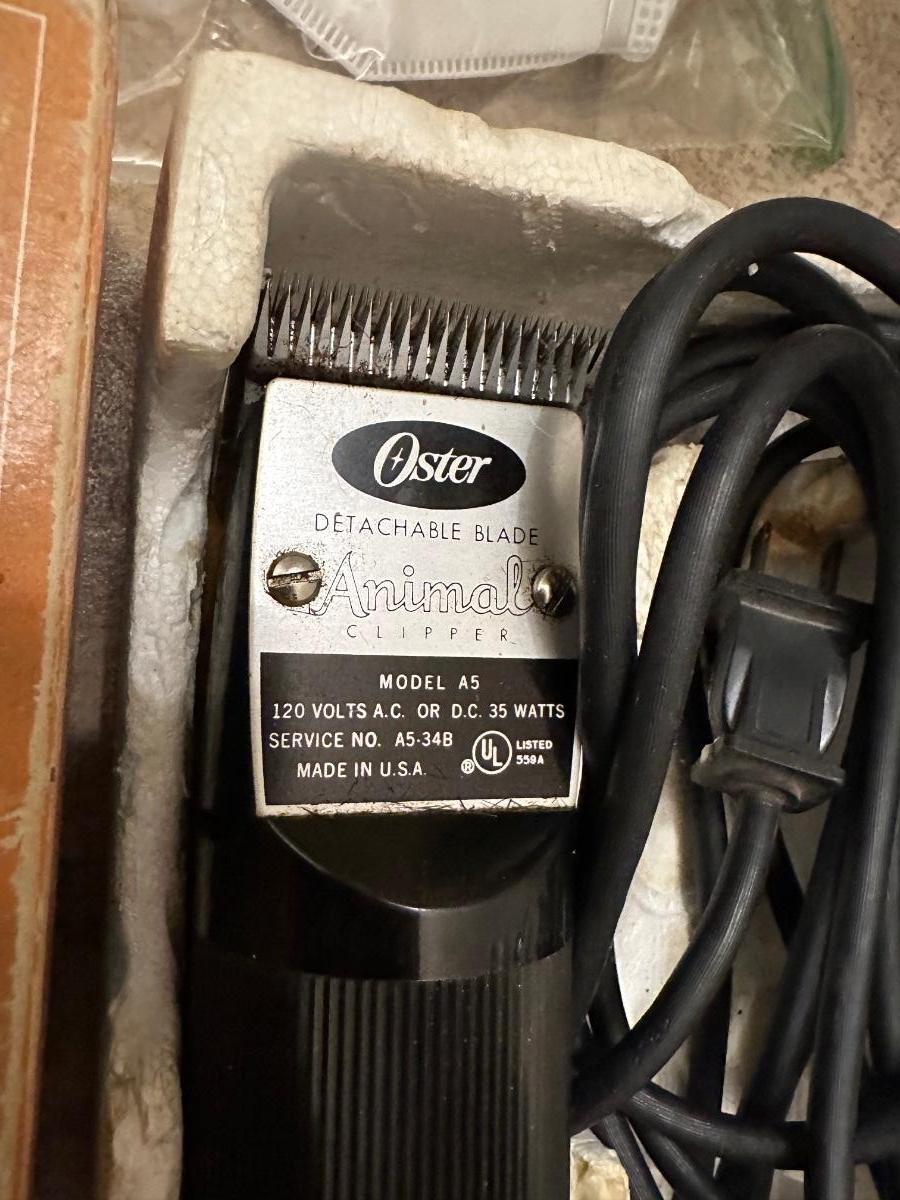 Oster
DETACHABLE BLADE
Animal
CLIPPER
MODEL A5
120 VOLTS A.C. OR D.C. 35 WATTS
SERVICE NO. A5-34B
MADE IN U.S.A.
® UL LISTED
559A